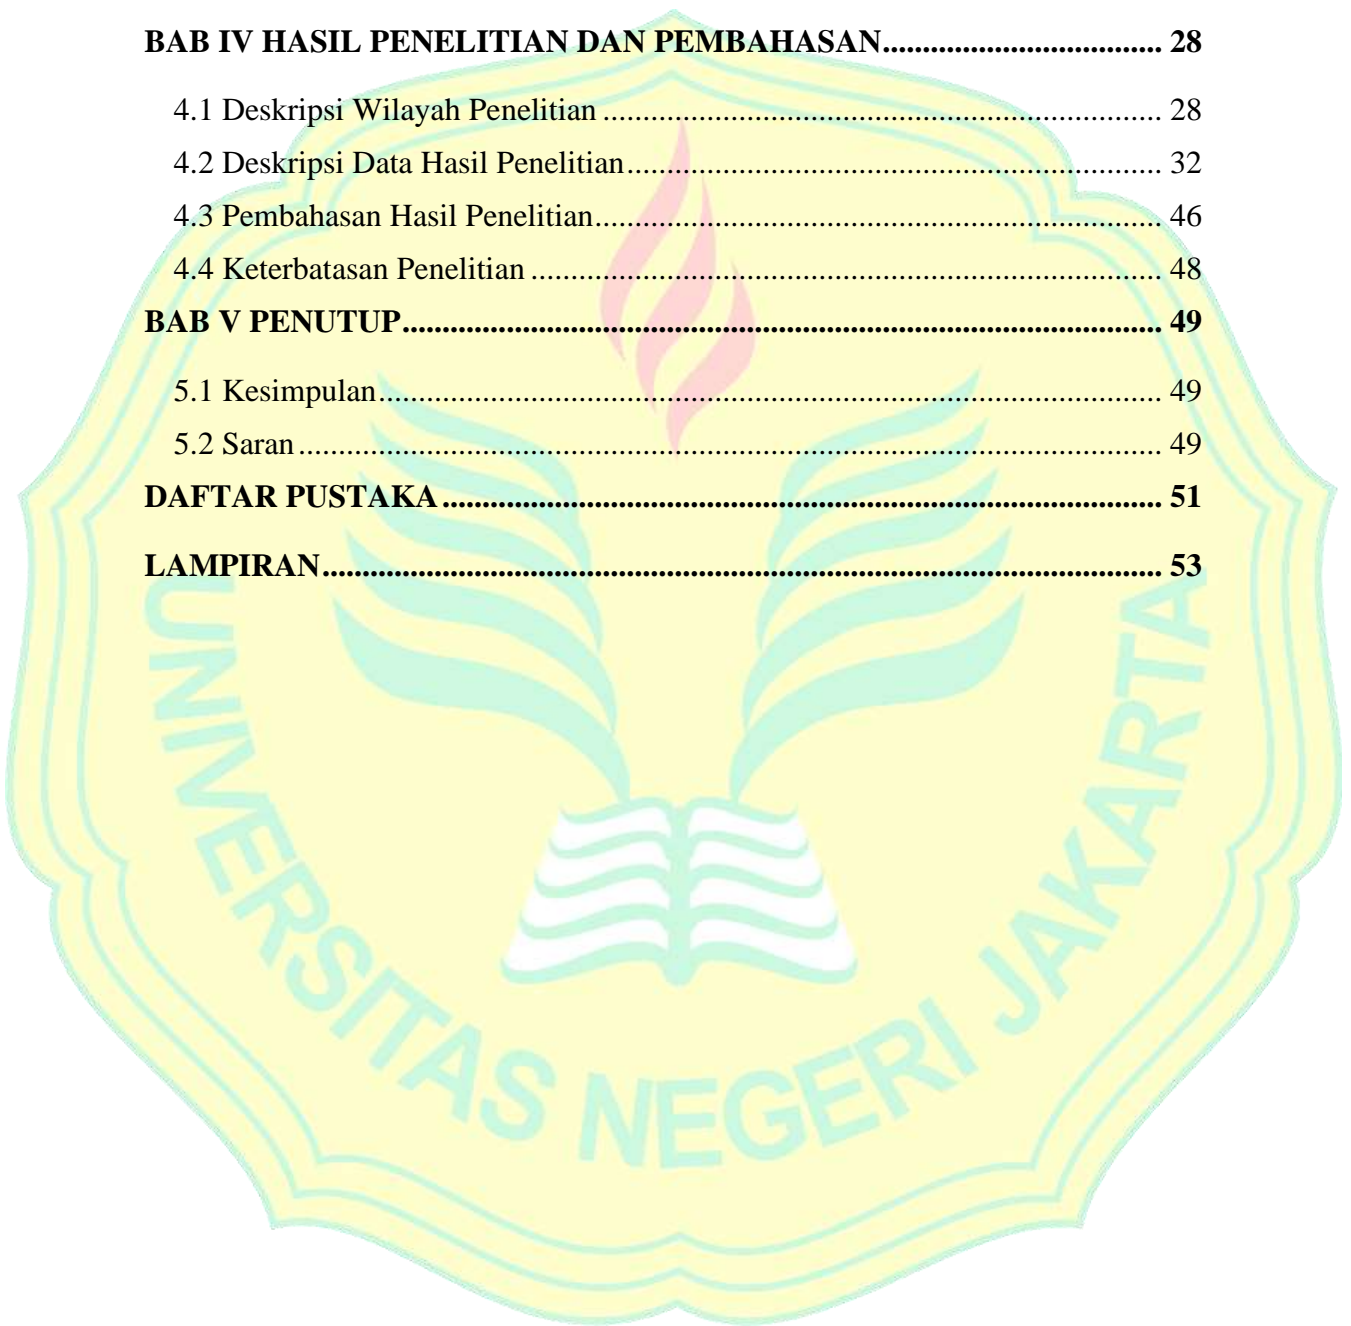 BAB IV HASIL PENELITIAN DAN PEMBAHASAN.................................. 28
4.1 Deskripsi Wilayah Penelitian ...................................................................... 28
4.2 Deskripsi Data Hasil Penelitian................................................................... 32
4.3 Pembahasan Hasil Penelitian....................................................................... 46
4.4 Keterbatasan Penelitian ............................................................................... 48
BAB V PENUTUP............................................................................................. 49
5.1 Kesimpulan.................................................................................................. 49
5.2 Saran ............................................................................................................ 49
DAFTAR PUSTAKA ........................................................................................ 51
LAMPIRAN....................................................................................................... 53
UNIVERSITAS NEGERI JAKARTA